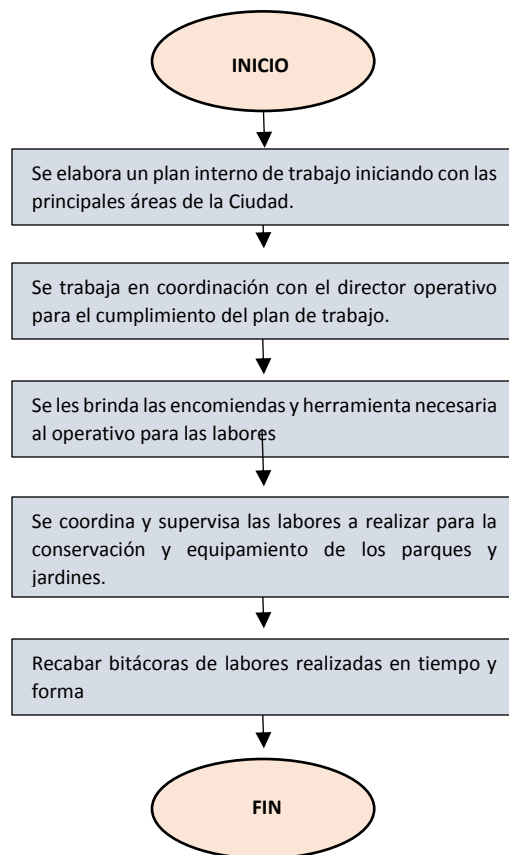 INICIO
Se elabora un plan interno de trabajo iniciando con las
principales áreas de la Ciudad.
Se trabaja en coordinación con el director operativo
para el cumplimiento del plan de trabajo.
Se les brinda las encomiendas y herramienta necesaria
al operativo para las labores
Se coordina y supervisa las labores a realizar para la
conservación y equipamiento de los parques y
jardines.
Recabar bitácoras de labores realizadas en tiempo y
forma
FIN